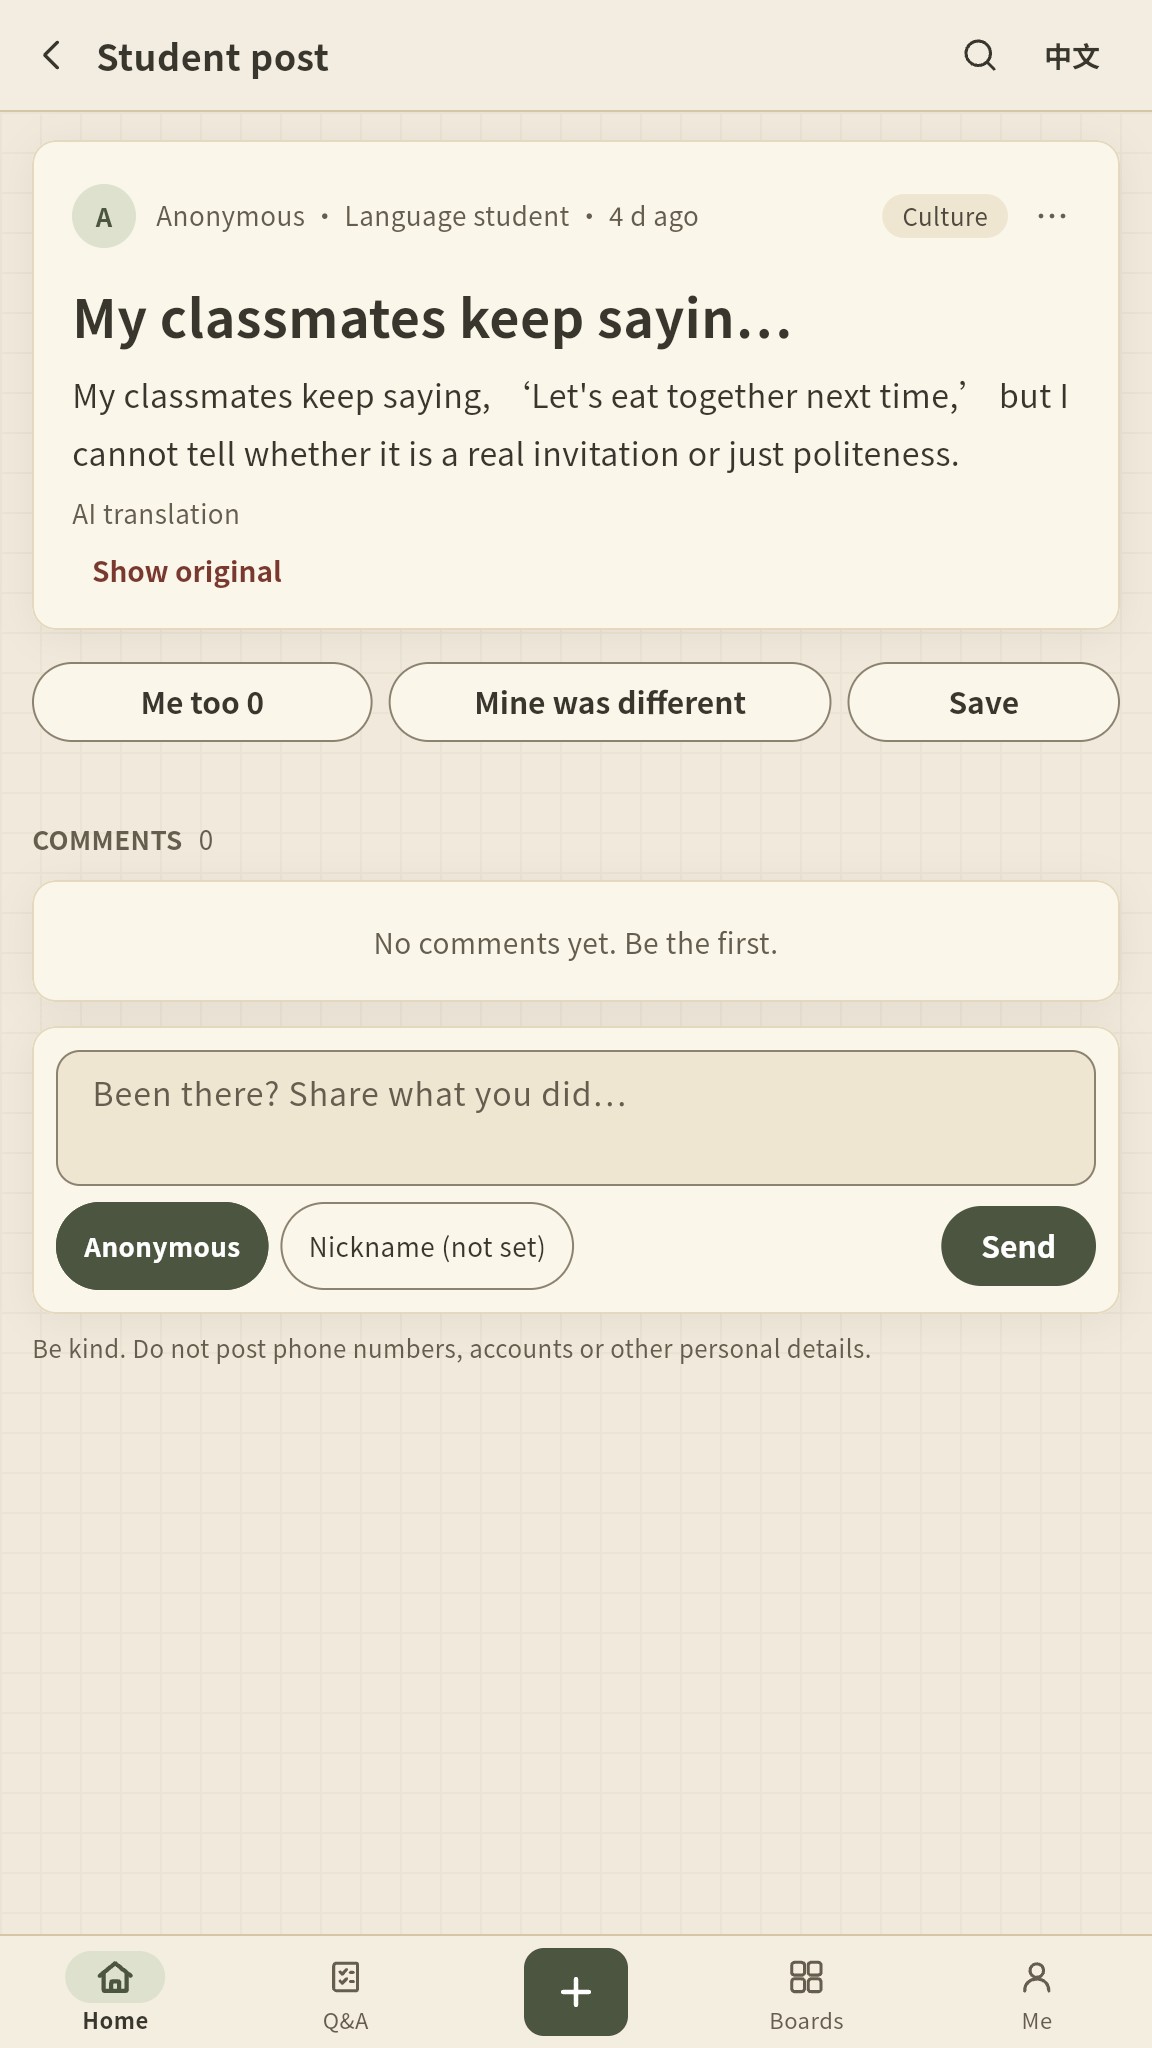 Student post
中文
A
Anonymous • Language student • 4 d ago
Culture
My classmates keep sayin…
My classmates keep saying, ‘Let's eat together next time,’ but I
cannot tell whether it is a real invitation or just politeness.
AI translation
Show original
Me too 0
Mine was different
Save
COMMENTS 0
No comments yet. Be the first.
Been there? Share what you did…
Anonymous
Nickname (not set)
Send
Be kind. Do not post phone numbers, accounts or other personal details.
Home
Q&A
Boards
Me